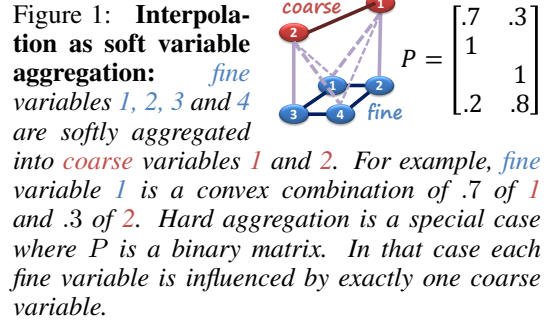 Figure 1: Interpola-
tion as soft variable
aggregation: fine
variables 1, 2, 3 and 4
are softly aggregated
into coarse variables 1 and 2. For example, fine
variable 1 is a convex combination of .7 of 1
and .3 of 2. Hard aggregation is a special case
where P is a binary matrix. In that case each
fine variable is influenced by exactly one coarse
variable.
coarse
1
2
1 2
3 4
fine
P =
.7 .3
1
1
.2 .8